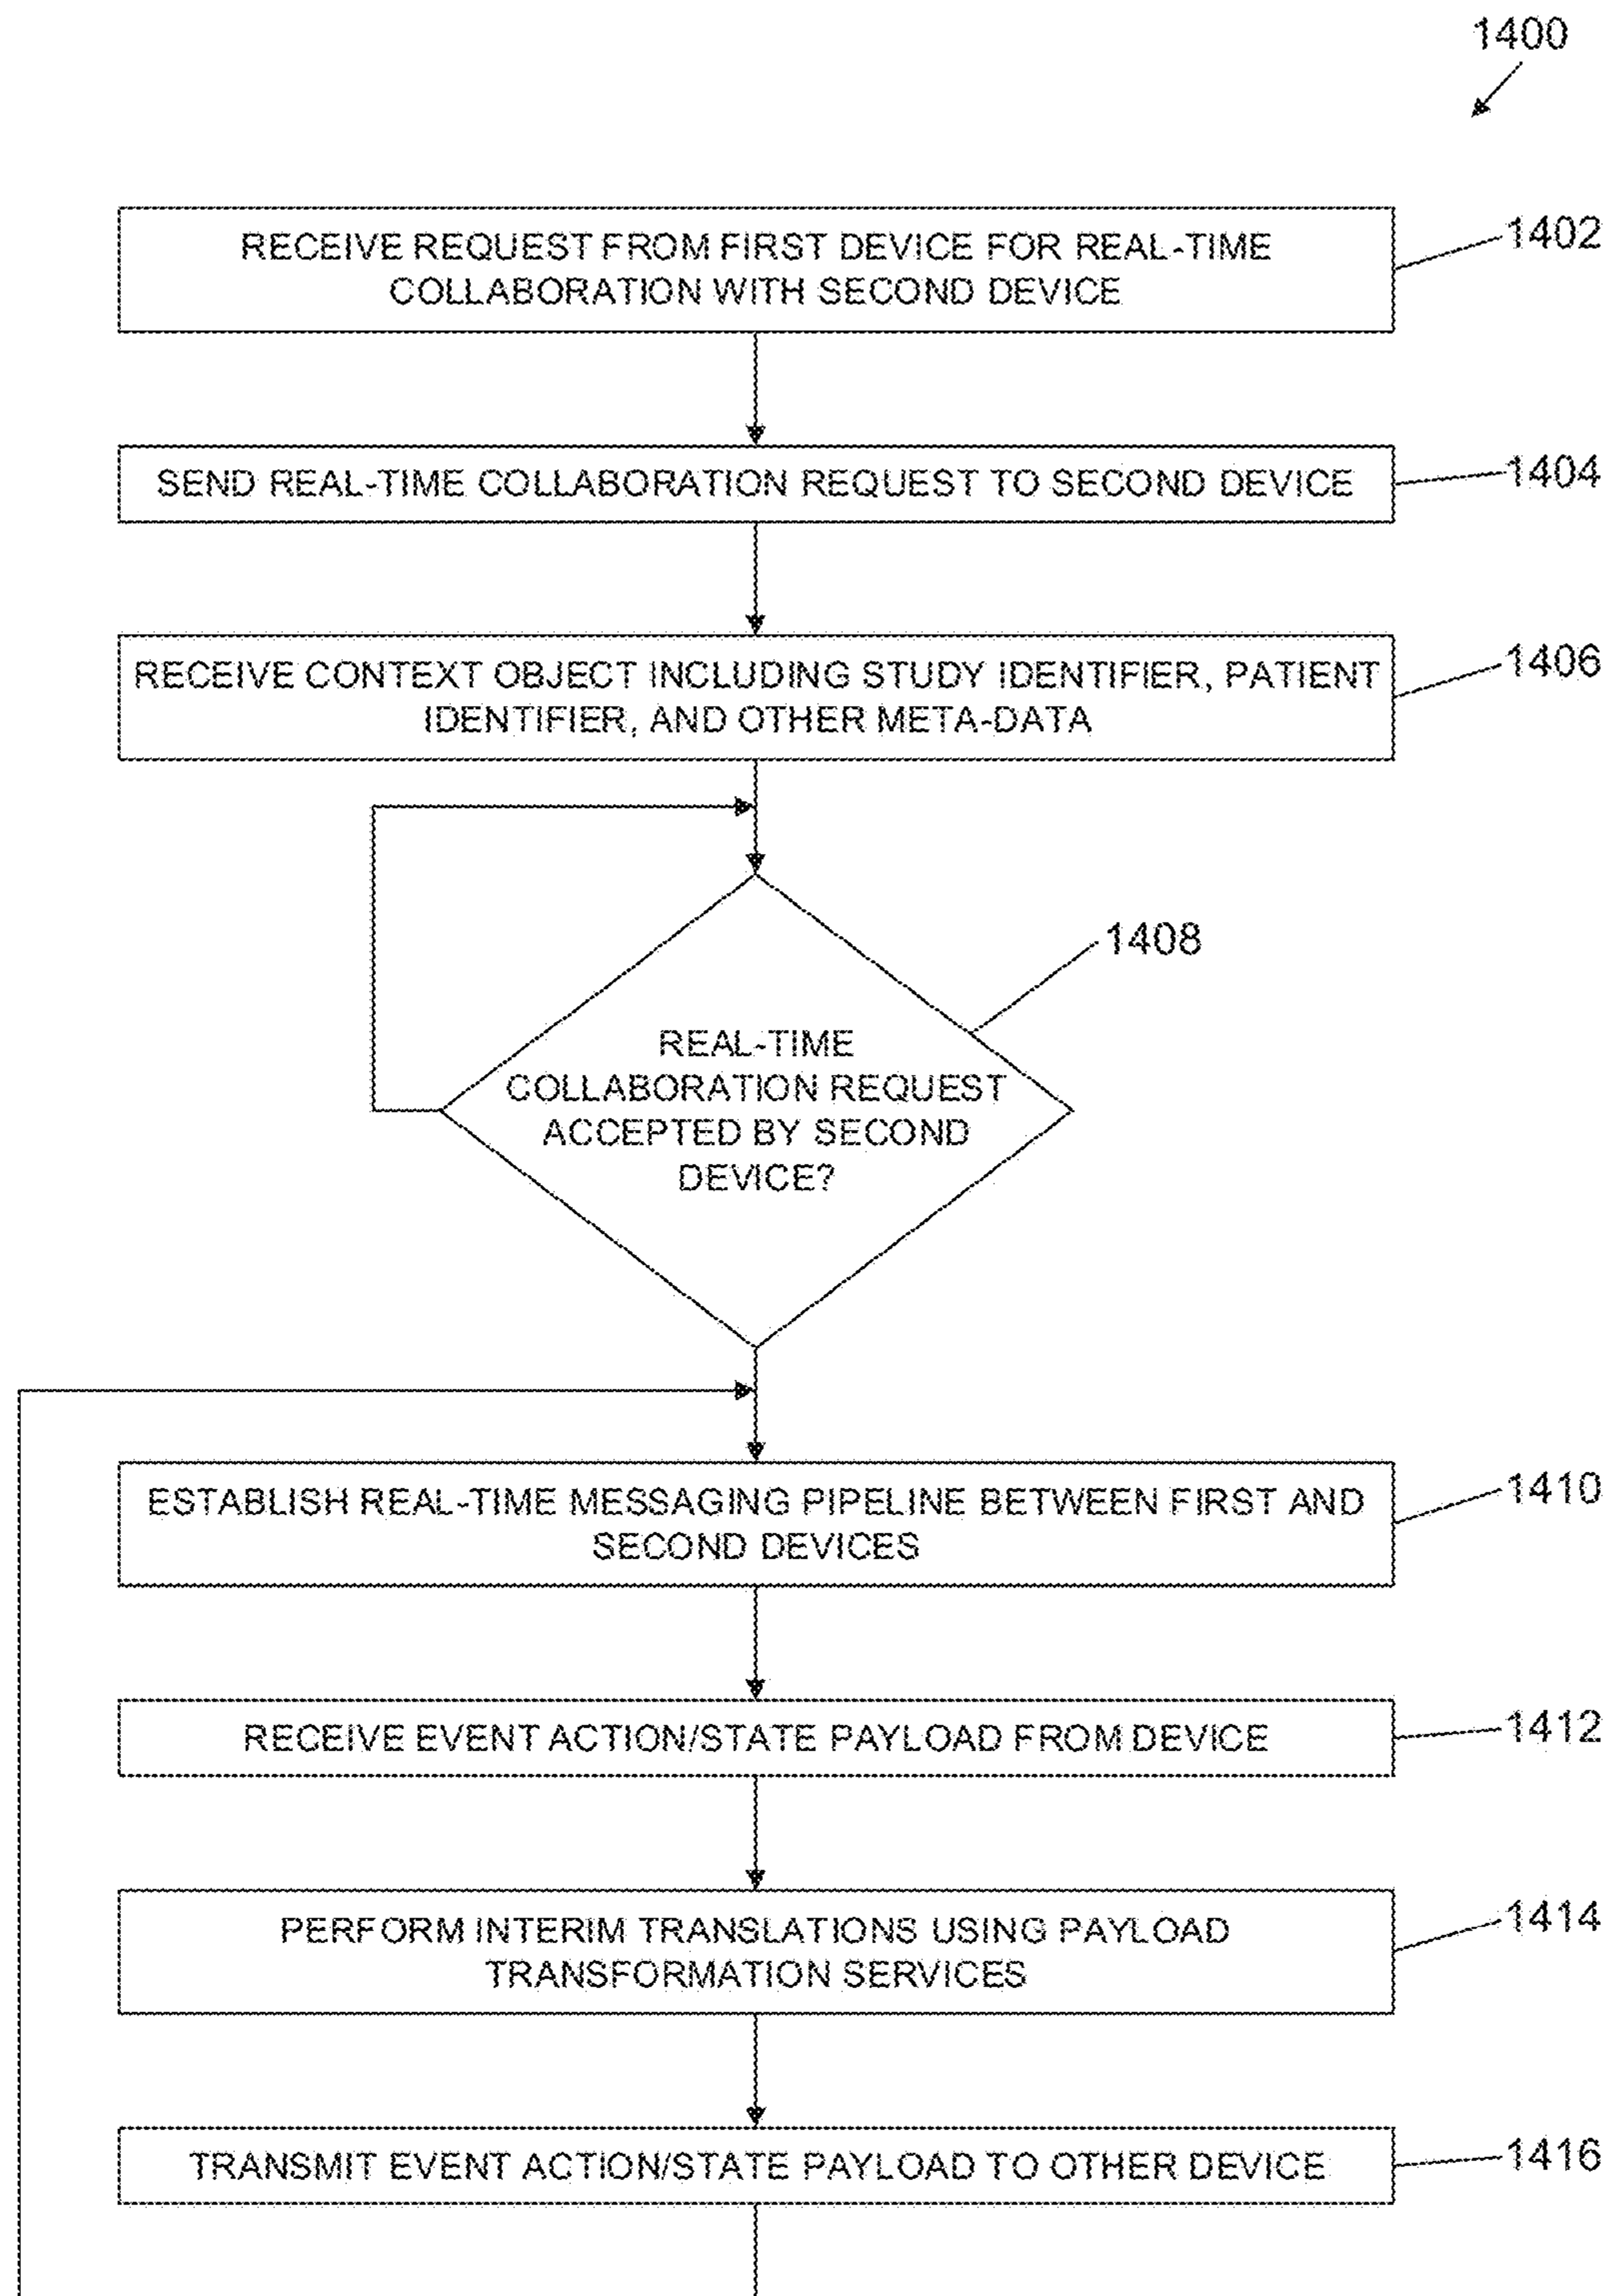 1400
RECEIVE REQUEST FROM FIRST DEVICE FOR REAL-TIME
COLLABORATION WITH SECOND DEVICE
1402
SEND REAL-TIME COLLABORATION REQUEST TO SECOND DEVICE
1404
RECEIVE CONTEXT OBJECT INCLUDING STUDY IDENTIFIER, PATIENT
IDENTIFIER, AND OTHER META-DATA
1406
1408
REAL-TIME
COLLABORATION REQUEST
ACCEPTED BY SECOND
DEVICE?
ESTABLISH REAL-TIME MESSAGING PIPELINE BETWEEN FIRST AND
SECOND DEVICES
1410
RECEIVE EVENT ACTION/STATE PAYLOAD FROM DEVICE
1412
PERFORM INTERIM TRANSLATIONS USING PAYLOAD
TRANSFORMATION SERVICES
1414
TRANSMIT EVENT ACTION/STATE PAYLOAD TO OTHER DEVICE
1416